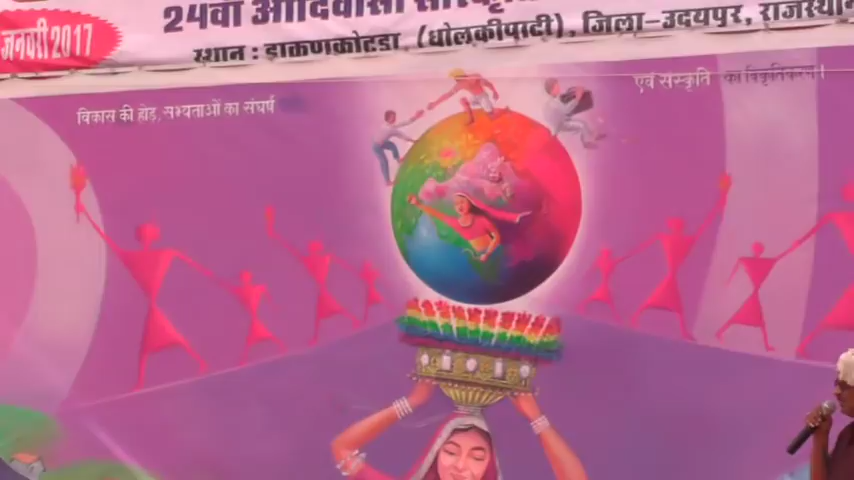 जनवरी 2017
24वां आदिवासी
स्थान : डाकणकोटडा, (धोलकीपाटी), जिला-उदयपुर, राजस्थान
विकास की होड़, सभ्यताओं का संघर्ष
एवं संस्कृति का विकृतिकरण।